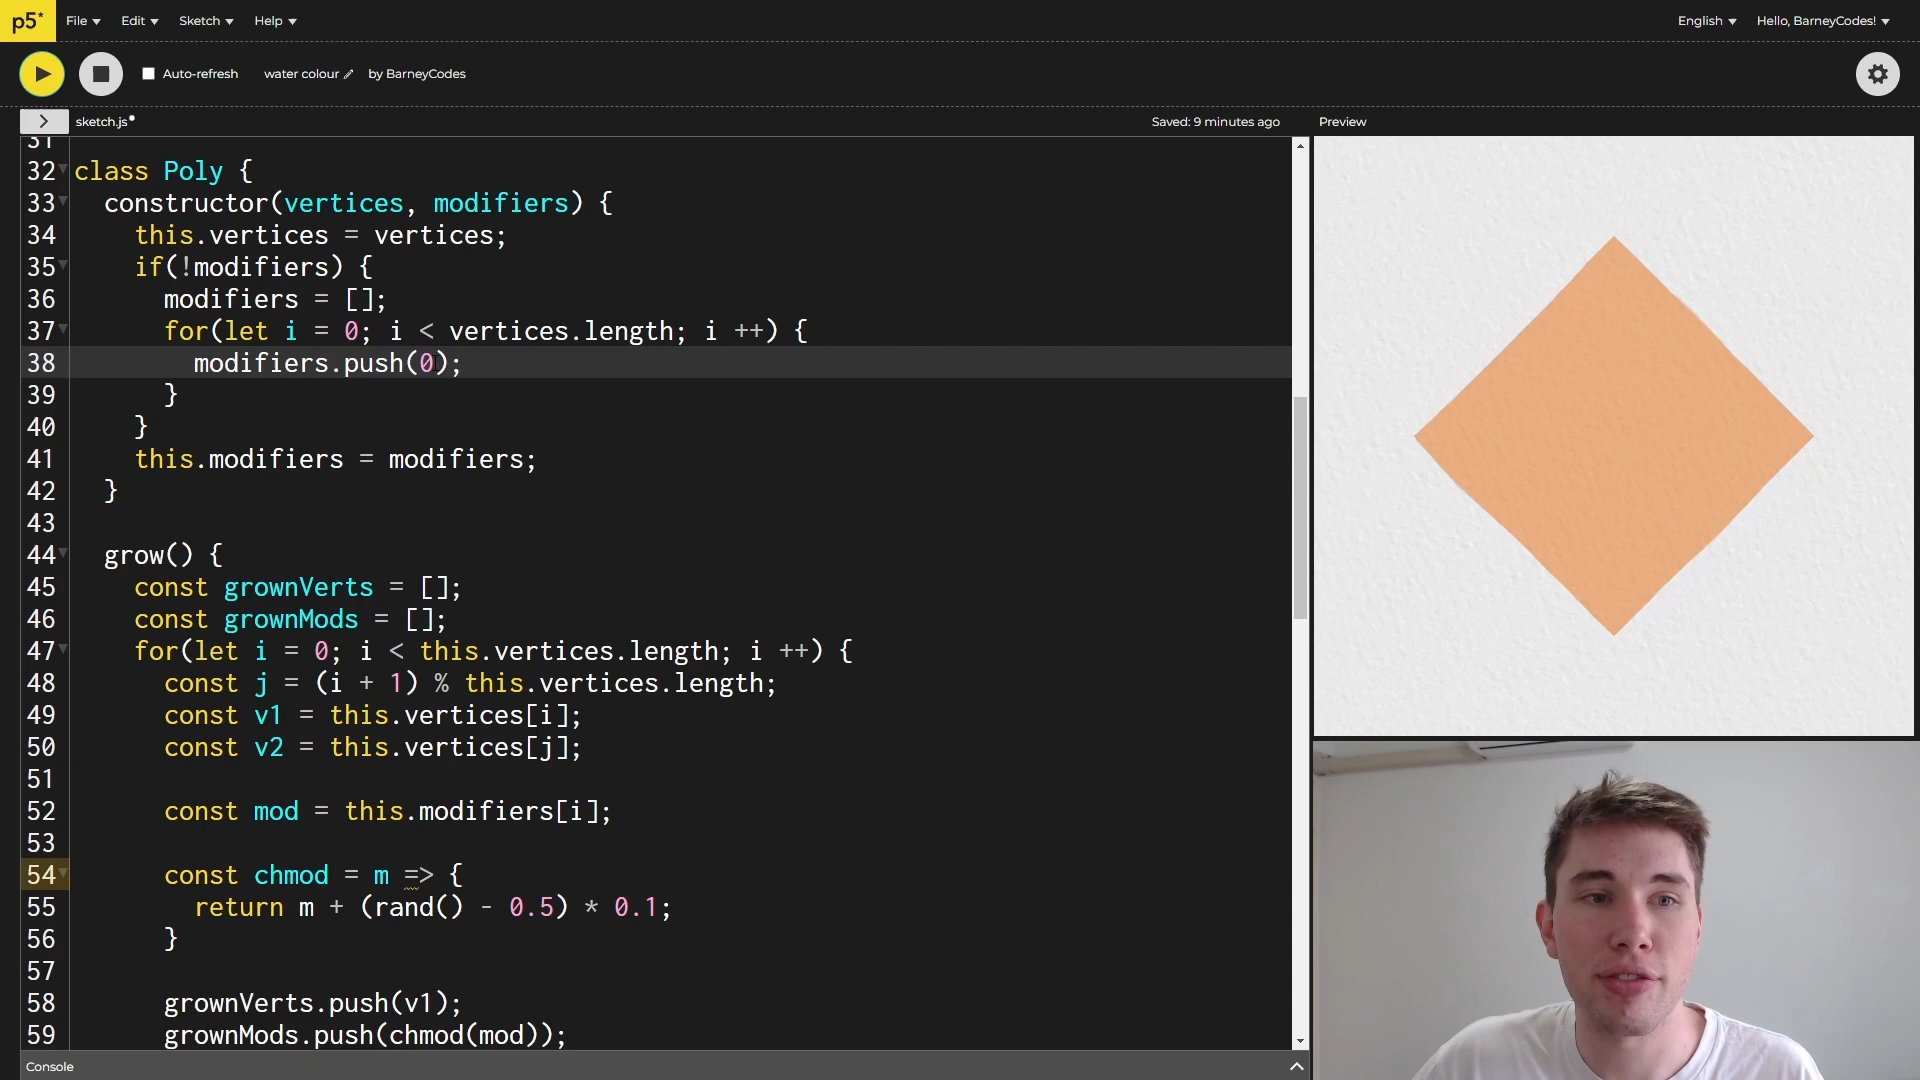 p5* File Edit Sketch Help English Hello, BarneyCodes!
Auto-refresh water colour by BarneyCodes
> sketch.js Saved: 9 minutes ago Preview
31
32 class Poly {
33 constructor(vertices, modifiers) {
34 this.vertices = vertices;
35 if(!modifiers) {
36 modifiers = [];
37 for(let i = 0; i < vertices.length; i ++) {
38 modifiers.push(0);
39 }
40 }
41 this.modifiers = modifiers;
42 }
43
44 grow() {
45 const grownVerts = [];
46 const grownMods = [];
47 for(let i = 0; i < this.vertices.length; i ++) {
48 const j = (i + 1) % this.vertices.length;
49 const v1 = this.vertices[i];
50 const v2 = this.vertices[j];
51
52 const mod = this.modifiers[i];
53
54 const chmod = m => {
55 return m + (rand() - 0.5) * 0.1;
56 }
57
58 grownVerts.push(v1);
59 grownMods.push(chmod(mod));
Console